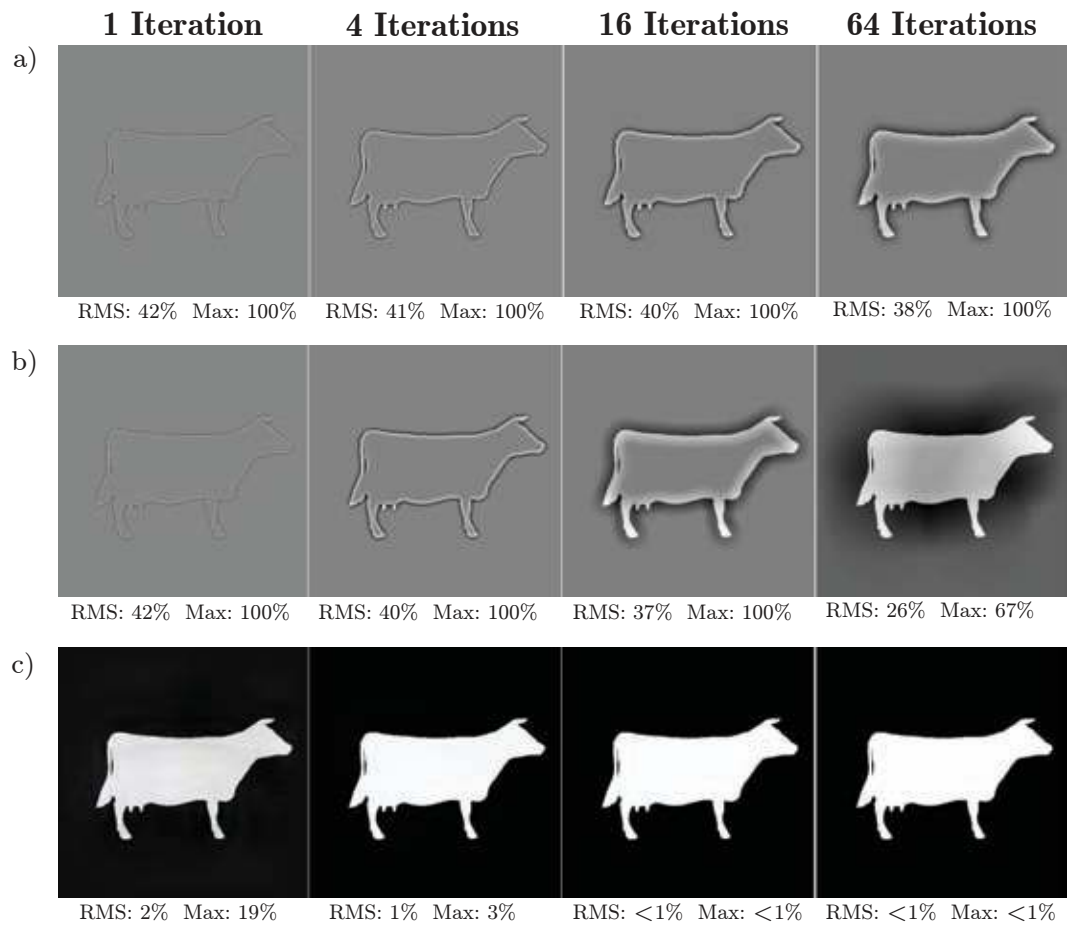 1 Iteration 4 Iterations 16 Iterations 64 Iterations
a)
RMS: 42% Max: 100% RMS: 41% Max: 100% RMS: 40% Max: 100% RMS: 38% Max: 100%
b)
RMS: 42% Max: 100% RMS: 40% Max: 100% RMS: 37% Max: 100% RMS: 26% Max: 67%
c)
RMS: 2% Max: 19% RMS: 1% Max: 3% RMS: <1% Max: <1% RMS: <1% Max: <1%